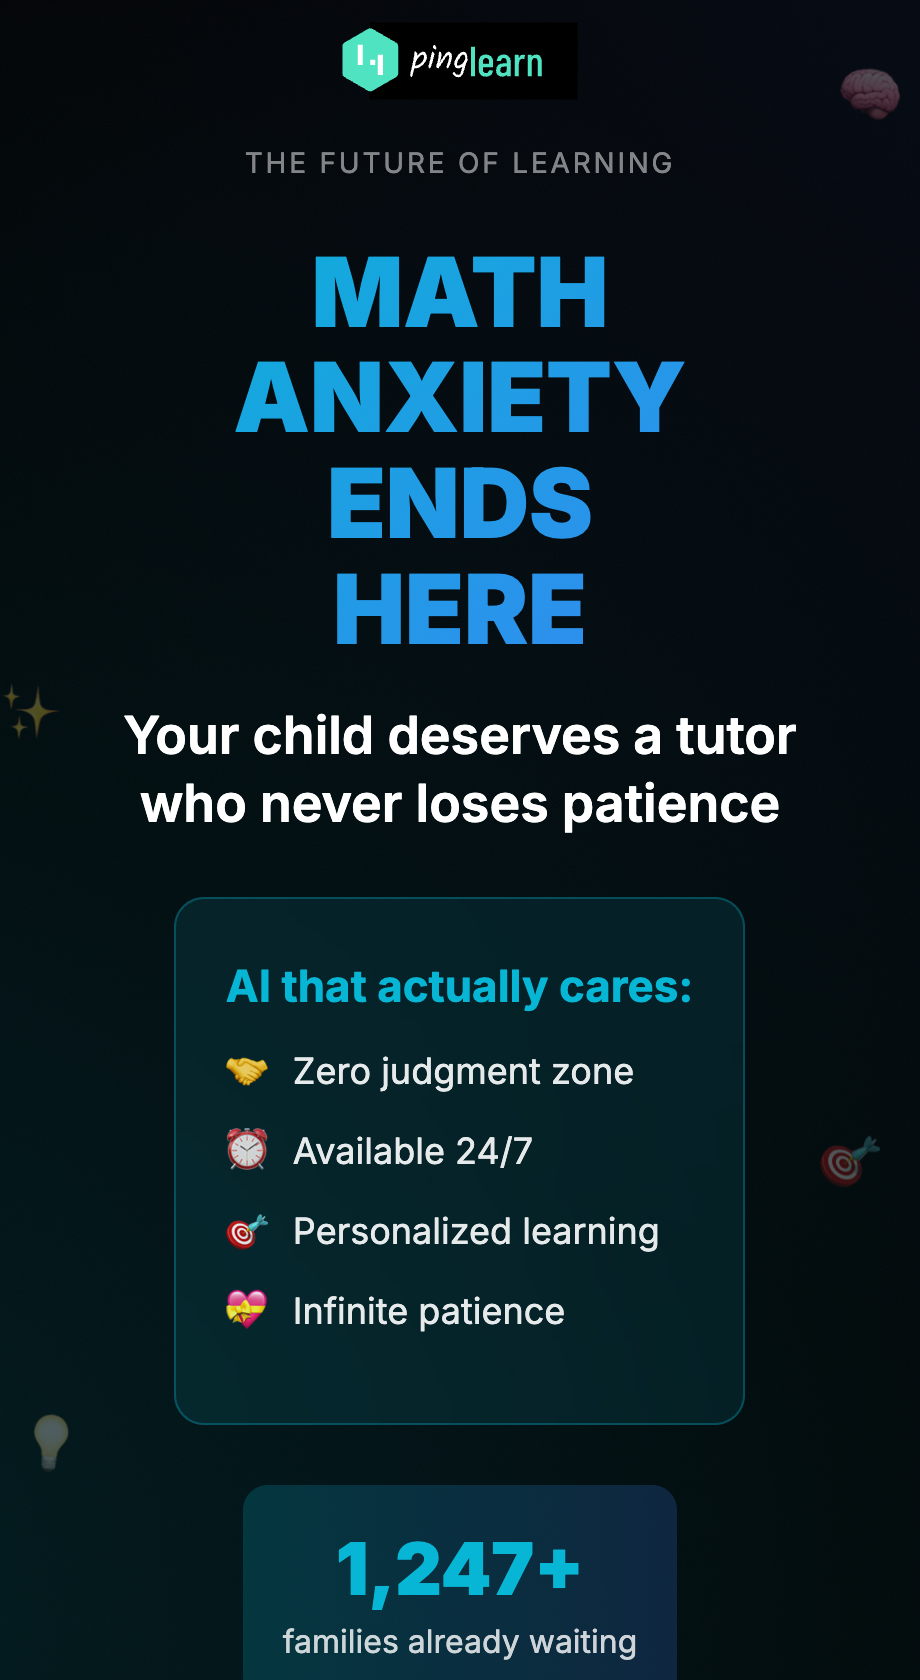 pinglearn
THE FUTURE OF LEARNING
MATH
ANXIETY
ENDS
HERE
Your child deserves a tutor
who never loses patience
AI that actually cares:
Zero judgment zone
Available 24/7
Personalized learning
Infinite patience
1,247+
families already waiting